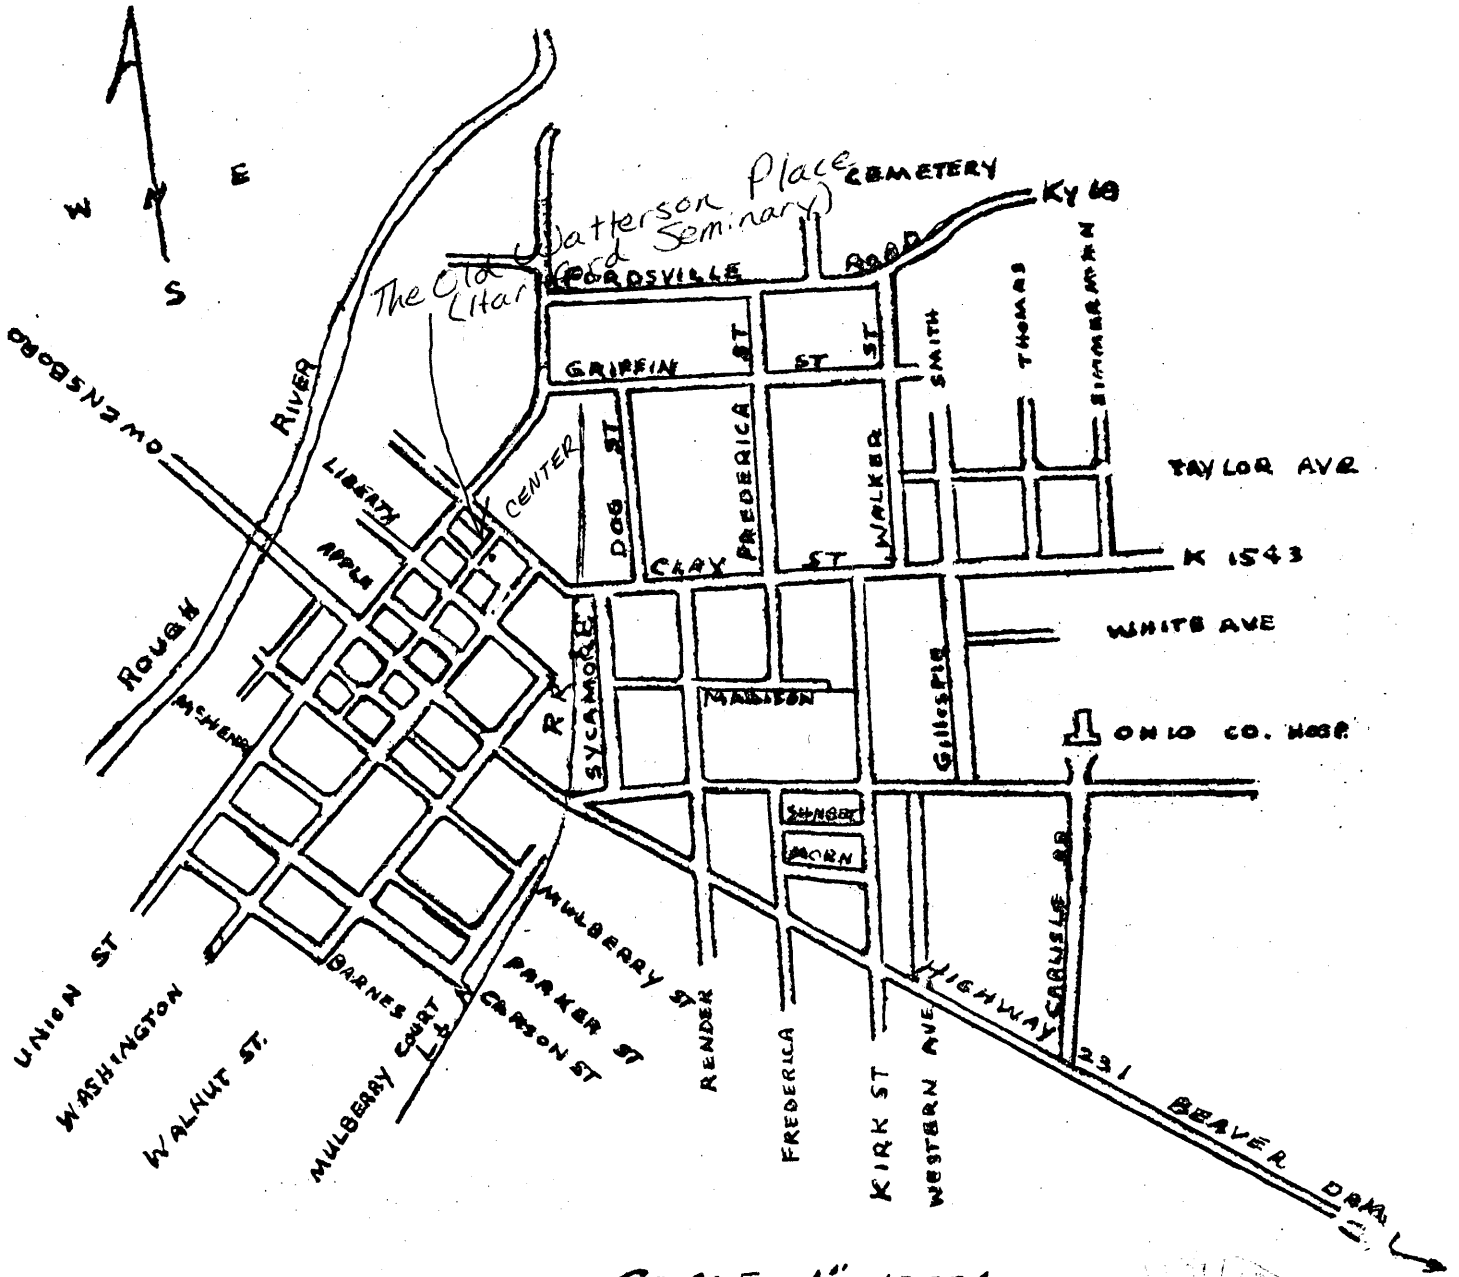 W
N
E
S
The Old Watterson Place
CEMETERY
FORDSVILLE
ROAD
Ky 69
GRIFFIN
ST
ST
ST
SMITH
THOMAS
ZIMMERMAN
OWENSBORO
RIVER
ROUGH
LIBERTY
APPLE
CENTER
DOG ST
FREDERICA
WALKER
TAYLOR AVE
CLAY ST
K 1543
WHITE AVE
MCHENRY
R R
SYCAMORE
MADISON
Gillespie
OHIO CO. HOSP.
SUNSET
MORN
CARLISLE RD
UNION ST
WASHINGTON
WALNUT ST.
BARNES
MULBERRY COURT
MULBERRY ST
PARKER ST
CARSON ST
RENDER
FREDERICA
KIRK ST
WESTERN AVE
HIGHWAY 231
BEAVER DAM